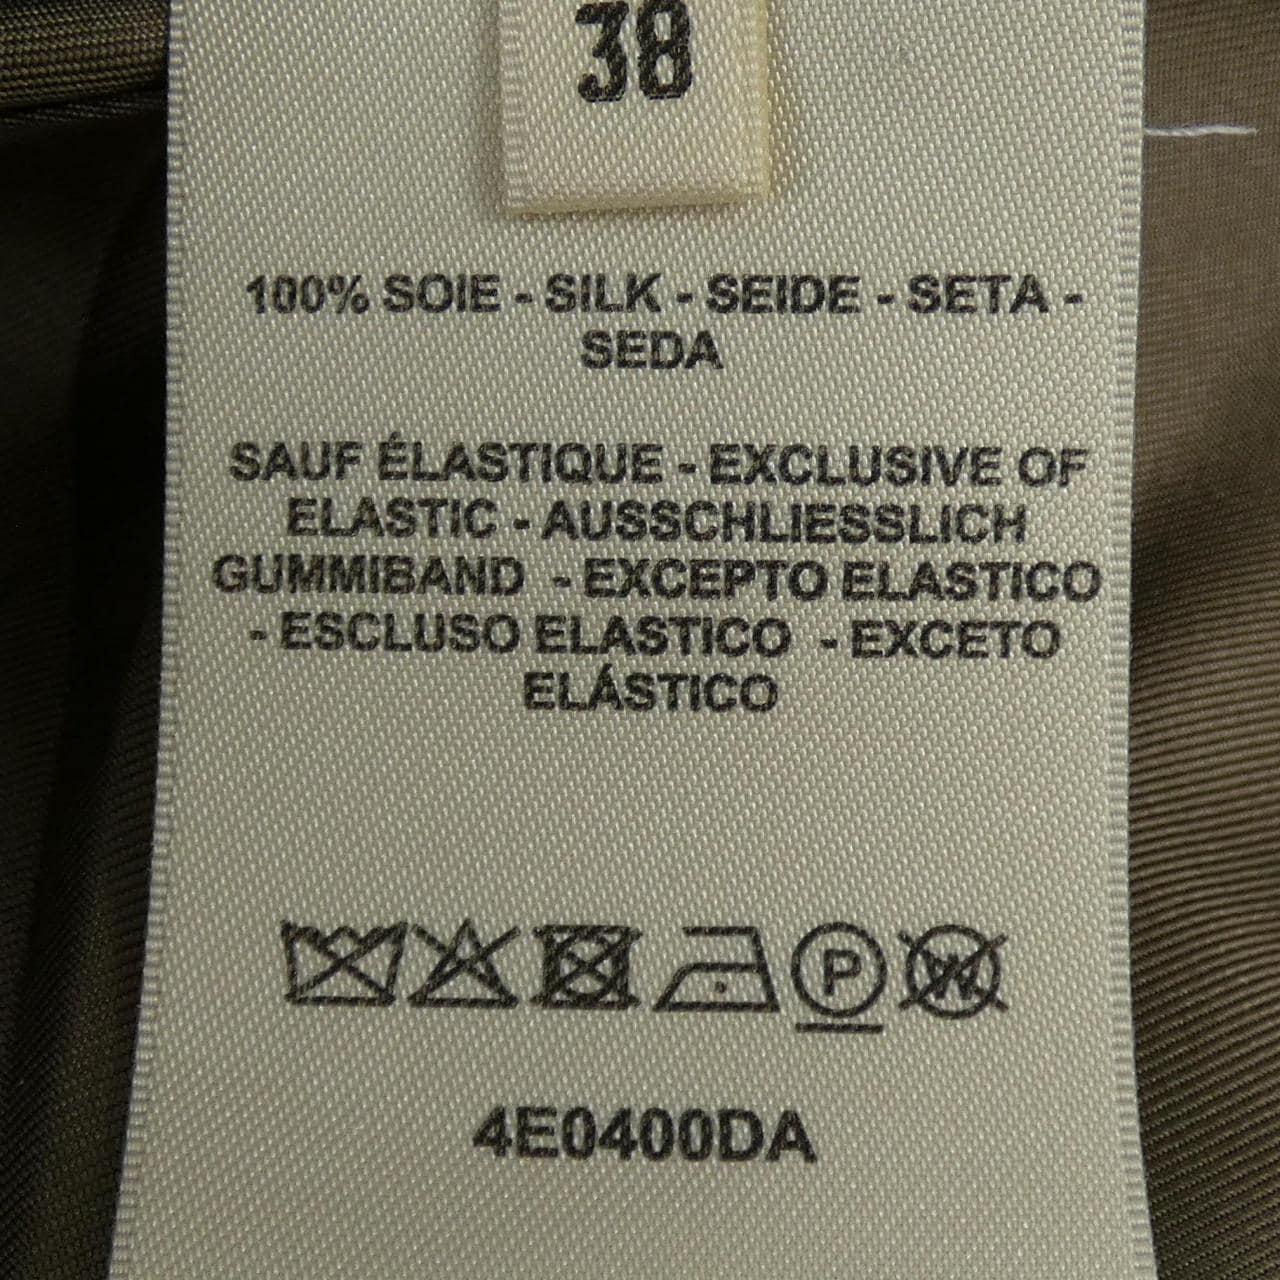 38
100% SOIE - SILK - SEIDE - SETA -
SEDA
SAUF ÉLASTIQUE - EXCLUSIVE OF
ELASTIC - AUSSCHLIESSLICH
GUMMIBAND - EXCEPTO ELASTICO
- ESCLUSO ELASTICO - EXCETO
ELÁSTICO
P W
4E0400DA